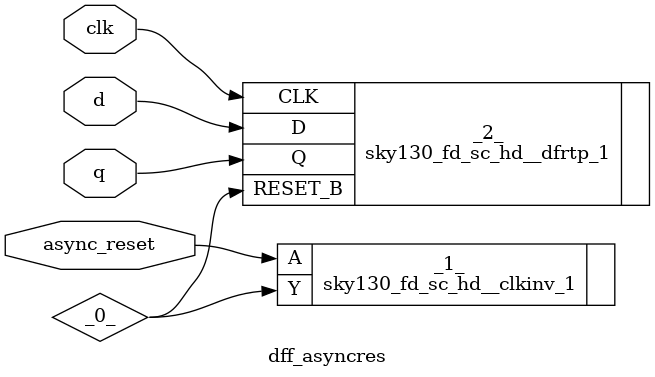 clk
d
q
async_reset
_0_
CLK
D
Q
RESET_B
_2_
sky130_fd_sc_hd__dfrtp_1
A
Y
_1_
sky130_fd_sc_hd__clkinv_1
dff_asyncres